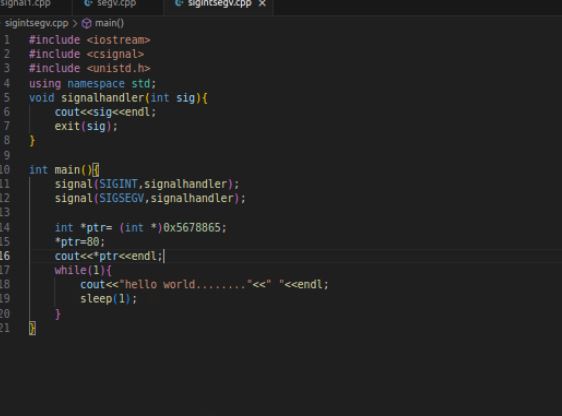 signal1.cpp segv.cpp sigintsegv.cpp ×
sigintsegv.cpp > main()
1 #include <iostream>
2 #include <csignal>
3 #include <unistd.h>
4 using namespace std;
5 void signalhandler(int sig){
6 cout<<sig<<endl;
7 exit(sig);
8 }
9
10 int main(){
11 signal(SIGINT,signalhandler);
12 signal(SIGSEGV,signalhandler);
13
14 int *ptr= (int *)0x5678865;
15 *ptr=80;
16 cout<<*ptr<<endl;
17 while(1){
18 cout<<"hello world........"<<" "<<endl;
19 sleep(1);
20 }
21 }